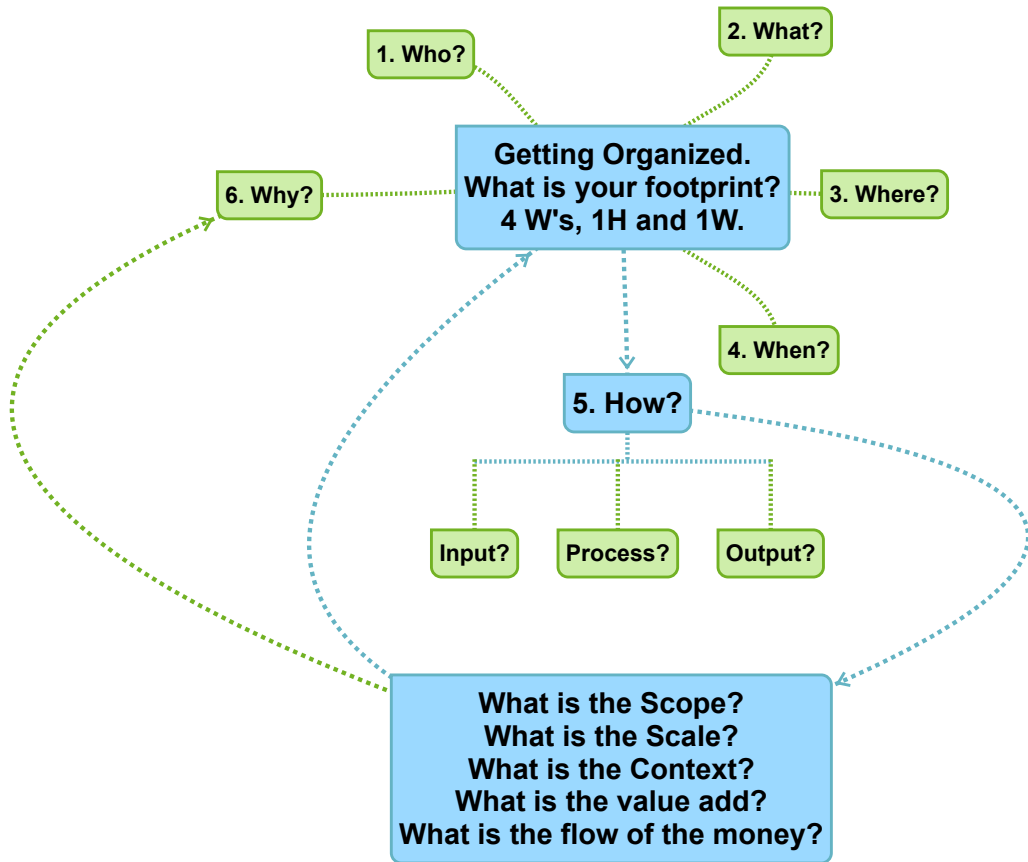 2. What?
1. Who?
Getting Organized.
What is your footprint?
4 W's, 1H and 1W.
6. Why?
3. Where?
4. When?
5. How?
Input?
Process?
Output?
What is the Scope?
What is the Scale?
What is the Context?
What is the value add?
What is the flow of the money?